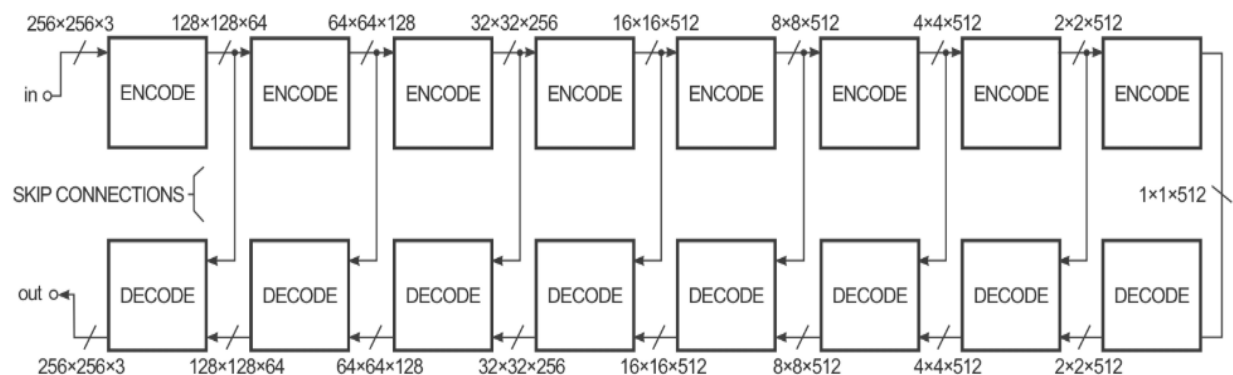 256×256×3 128×128×64 64×64×128 32×32×256 16×16×512 8×8×512 4×4×512 2×2×512
in ENCODE ENCODE ENCODE ENCODE ENCODE ENCODE ENCODE ENCODE
SKIP CONNECTIONS 1×1×512
out DECODE DECODE DECODE DECODE DECODE DECODE DECODE DECODE
256×256×3 128×128×64 64×64×128 32×32×256 16×16×512 8×8×512 4×4×512 2×2×512